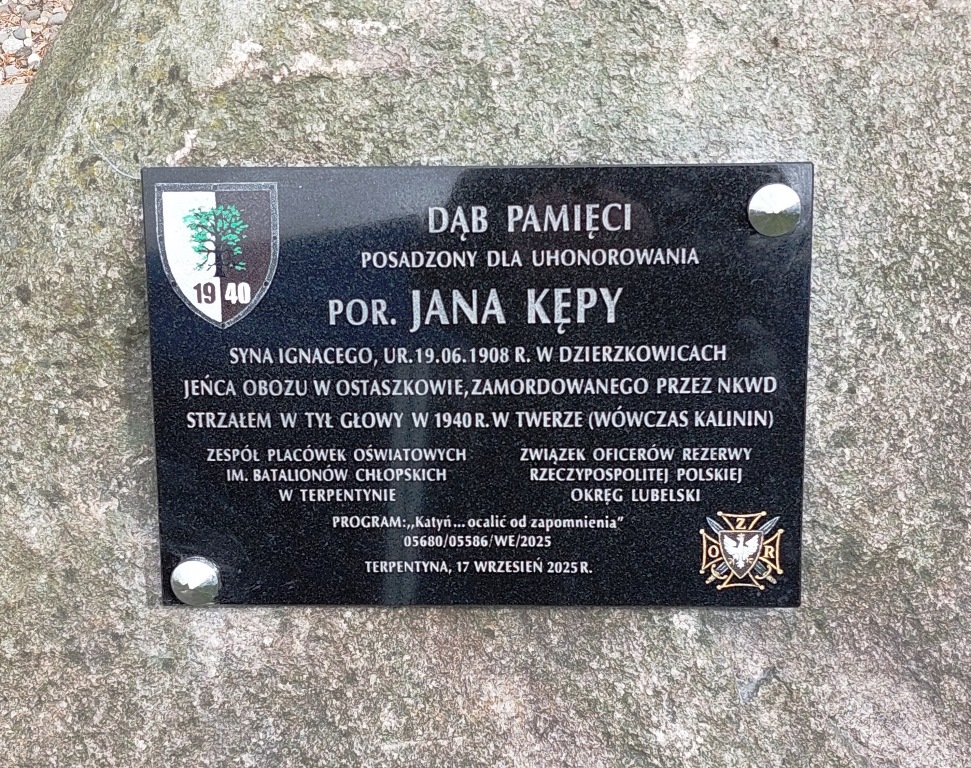 DĄB PAMIĘCI
POSADZONY DLA UHONOROWANIA
POR. JANA KĘPY
SYNA IGNACEGO, UR.19.06.1908 R. W DZIERZKOWICACH
JEŃCA OBOZU W OSTASZKOWIE, ZAMORDOWANEGO PRZEZ NKWD
STRZAŁEM W TYŁ GŁOWY W 1940 R. W TWERZE (WÓWCZAS KALININ)
ZESPÓŁ PLACÓWEK OŚWIATOWYCH
IM. BATALIONÓW CHŁOPSKICH
W TERPENTYNIE
ZWIĄZEK OFICERÓW REZERWY
RZECZYPOSPOLITEJ POLSKIEJ
OKRĘG LUBELSKI
PROGRAM:,,Katyń... ocalić od zapomnienia"
05680/05586/WE/2025
TERPENTYNA, 17 WRZESIEŃ 2025 R.
1940
Z
O R